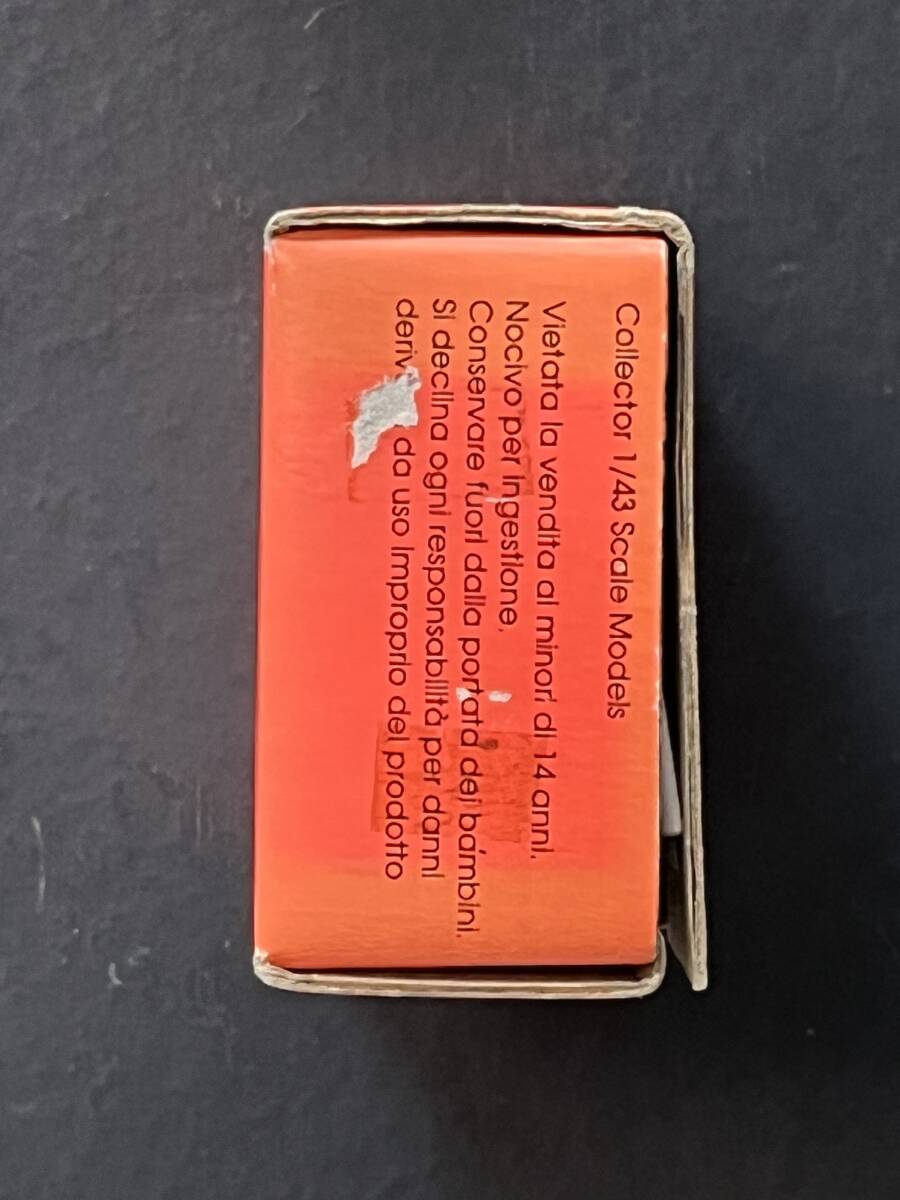 Collector 1/43 Scale Models
Vietata la vendita ai minori di 14 anni.
Nocivo per ingestione,
Conservare fuori dalla portata dei bambini.
Si declina ogni responsabilità per danni
da uso improprio del prodotto